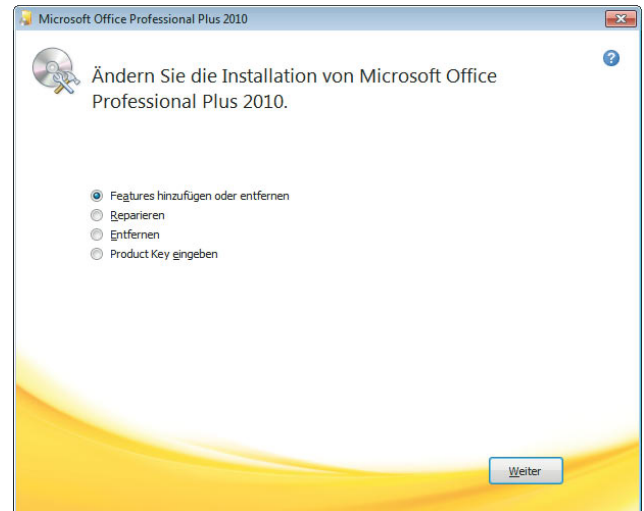 Microsoft Office Professional Plus 2010
Ändern Sie die Installation von Microsoft Office
Professional Plus 2010.
Features hinzufügen oder entfernen
Reparieren
Entfernen
Product Key eingeben
Weiter